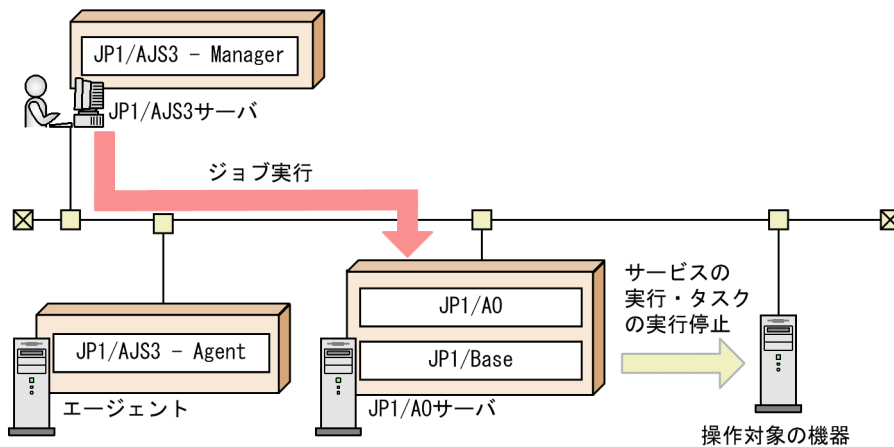 JP1/AJS3 - Manager
JP1/AJS3サーバ
ジョブ実行
JP1/AJS3 - Agent
エージェント
JP1/AO
JP1/Base
JP1/AOサーバ
サービスの
実行・タスク
の実行停止
操作対象の機器